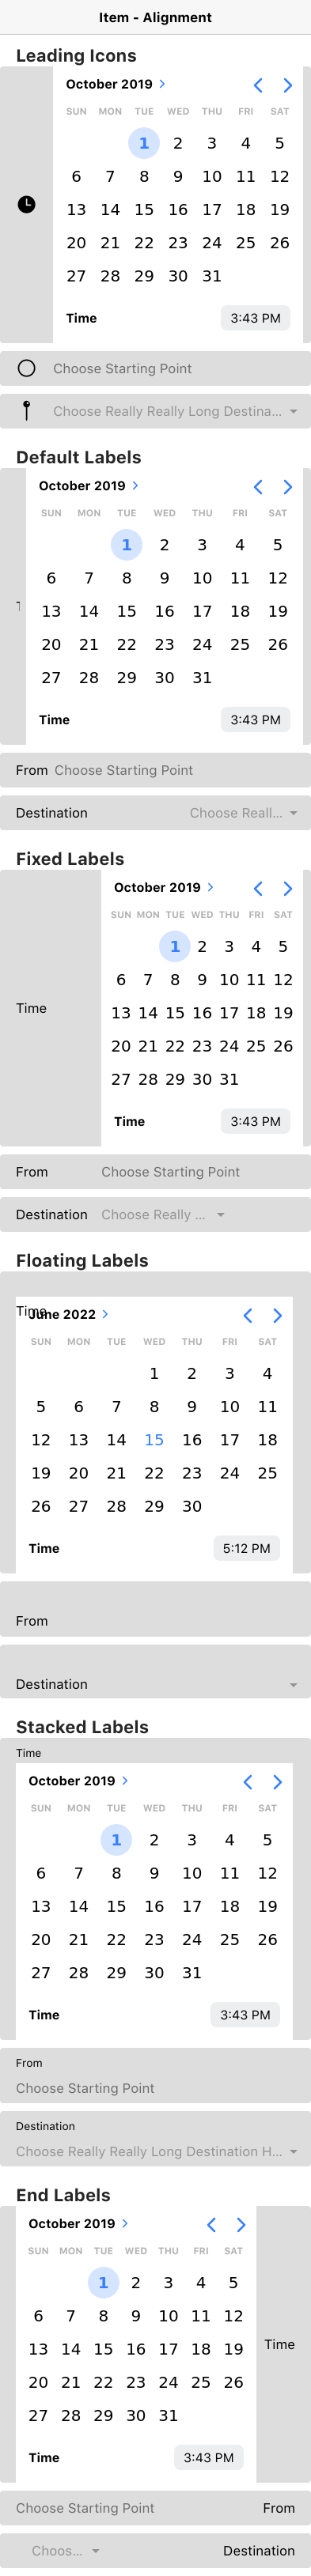 Item - Alignment
Leading Icons
October 2019
SUN MON TUE WED THU FRI SAT
1 2 3 4 5
6 7 8 9 10 11 12
13 14 15 16 17 18 19
20 21 22 23 24 25 26
27 28 29 30 31
Time 3:43 PM
Choose Starting Point
Choose Really Really Long Destina...
Default Labels
October 2019
SUN MON TUE WED THU FRI SAT
1 2 3 4 5
6 7 8 9 10 11 12
13 14 15 16 17 18 19
20 21 22 23 24 25 26
27 28 29 30 31
Time 3:43 PM
From Choose Starting Point
Destination Choose Reall...
Fixed Labels
October 2019
SUN MON TUE WED THU FRI SAT
1 2 3 4 5
6 7 8 9 10 11 12
Time
13 14 15 16 17 18 19
20 21 22 23 24 25 26
27 28 29 30 31
Time 3:43 PM
From Choose Starting Point
Destination Choose Really ...
Floating Labels
Time
June 2022
SUN MON TUE WED THU FRI SAT
1 2 3 4
5 6 7 8 9 10 11
12 13 14 15 16 17 18
19 20 21 22 23 24 25
26 27 28 29 30
Time 5:12 PM
From
Destination
Stacked Labels
Time
October 2019
SUN MON TUE WED THU FRI SAT
1 2 3 4 5
6 7 8 9 10 11 12
13 14 15 16 17 18 19
20 21 22 23 24 25 26
27 28 29 30 31
Time 3:43 PM
From
Choose Starting Point
Destination
Choose Really Really Long Destination H...
End Labels
October 2019
SUN MON TUE WED THU FRI SAT
1 2 3 4 5
6 7 8 9 10 11 12
13 14 15 16 17 18 19
Time
20 21 22 23 24 25 26
27 28 29 30 31
Time 3:43 PM
Choose Starting Point From
Choos... Destination